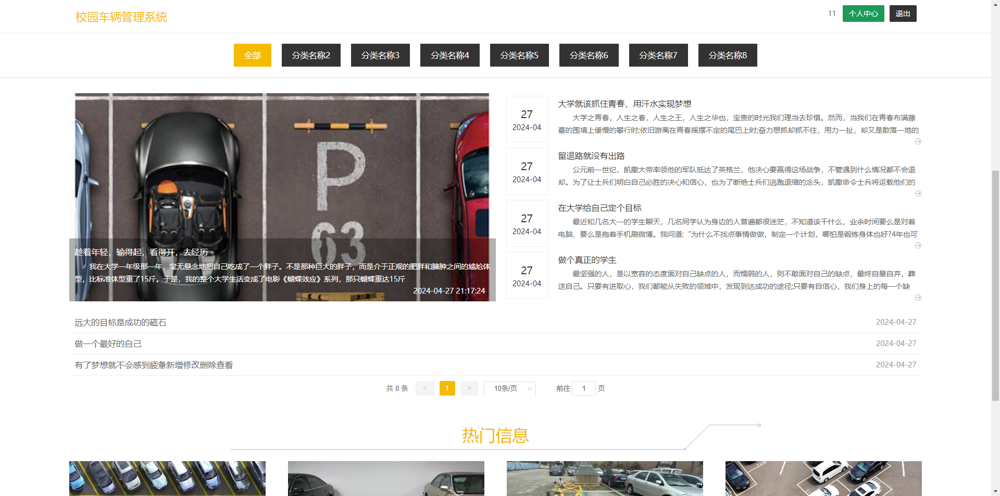 校园车辆管理系统
11
个人中心
退出
全部
分类名称2
分类名称3
分类名称4
分类名称5
分类名称6
分类名称7
分类名称8
P
63
趁着年轻，输得起，看得开，去经历
我在大学一年级那一年，毫无悬念地把自己吃成了一个胖子。不是那种巨大的胖子，而是介于正规的肥胖和臃肿之间的尴尬体
型，比标准体型重了15斤。于是，我的整个大学生活变成了电影《蝴蝶效应》系列，那只蝴蝶重达15斤
2024-04-27 21:17:24
27
2024-04
大学就该抓住青春，用汗水实现梦想
大学之青春，人生之春，人生之王，人生之华也，宝贵的时光我们理当去珍惜。然而，当我们在青春布满藤
蔓的围墙上缓慢的攀行时;依旧游离在青春摇摆不定的尾巴上时;奋力想抓却抓不住，用力一扯，却又是散落一地的
27
2024-04
留退路就没有出路
公元前一世纪，凯撒大帝率领他的军队抵达了英格兰，他决心要赢得这场战争，不管遇到什么情况都不会退
却。为了让士兵们明白自己必胜的决心和信心，也为了断绝士兵们逃跑退缩的念头，凯撒命令士兵将运载他们的
27
2024-04
在大学给自己定个目标
最近和几名大一的学生聊天，几名同学认为身边的人普遍都很迷茫，不知道该干什么，业余时间要么是对着
电脑、要么是抱着手机刷微博。我问道: “为什么不找点事情做做，制定一个计划，哪怕是锻炼身体也好?4年也可
27
2024-04
做个真正的学生
最坚强的人，是以宽容的态度面对自己缺点的人，而懦弱的人，则不敢面对自己的缺点，最终自暴自弃，葬
送自己。只要有进取心，我们都能从失败的领域中，发现到达成功的途径;只要有自信心，我们身上的每一个缺
远大的目标是成功的磁石
2024-04-27
做一个最好的自己
2024-04-27
有了梦想就不会感到疲惫新增修改删除查看
2024-04-27
共 8 条
<
1
>
10条/页
前往 1 页
热门信息